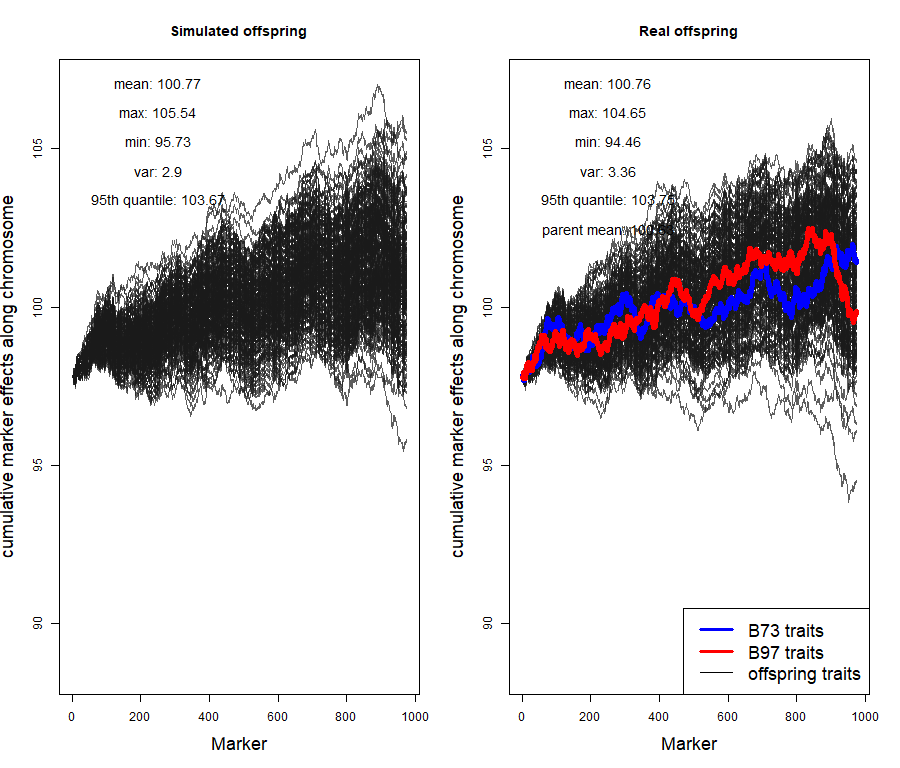 Simulated offspring
mean: 100.77
max: 105.54
min: 95.73
var: 2.9
95th quantile: 103.67
cumulative marker effects along chromosome
105
100
95
90
0 200 400 600 800 1000
Marker
Real offspring
mean: 100.76
max: 104.65
min: 94.46
var: 3.36
95th quantile: 103.74
parent mean:
cumulative marker effects along chromosome
105
100
95
90
B73 traits
B97 traits
offspring traits
0 200 400 600 800 1000
Marker